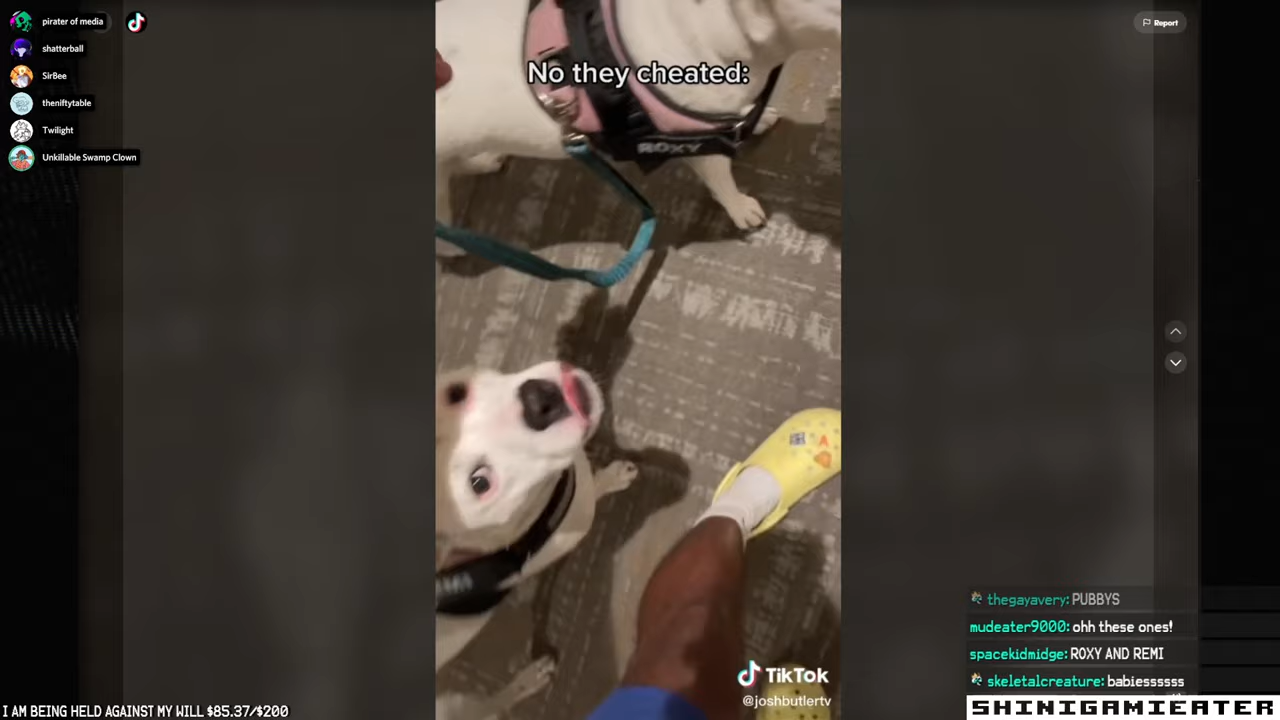 pirater of media
shatterball
SirBee
theniftytable
Twilight
Unkillable Swamp Clown
Report
No they cheated:
ROXY
thegayavery: PUBBYS
mudeater9000: ohh these ones!
spacekidmidge: ROXY AND REMI
skeletalcreature: babiessssss
TikTok
@joshbutlertv
I AM BEING HELD AGAINST MY WILL $85.37/$200
SHINIGAMIEATER